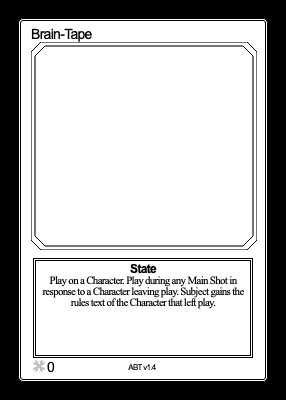 Brain-Tape
State
Play on a Character. Play during any Main Shot in
response to a Character leaving play. Subject gains the
rules text of the Character that left play.
0
ABT v1.4